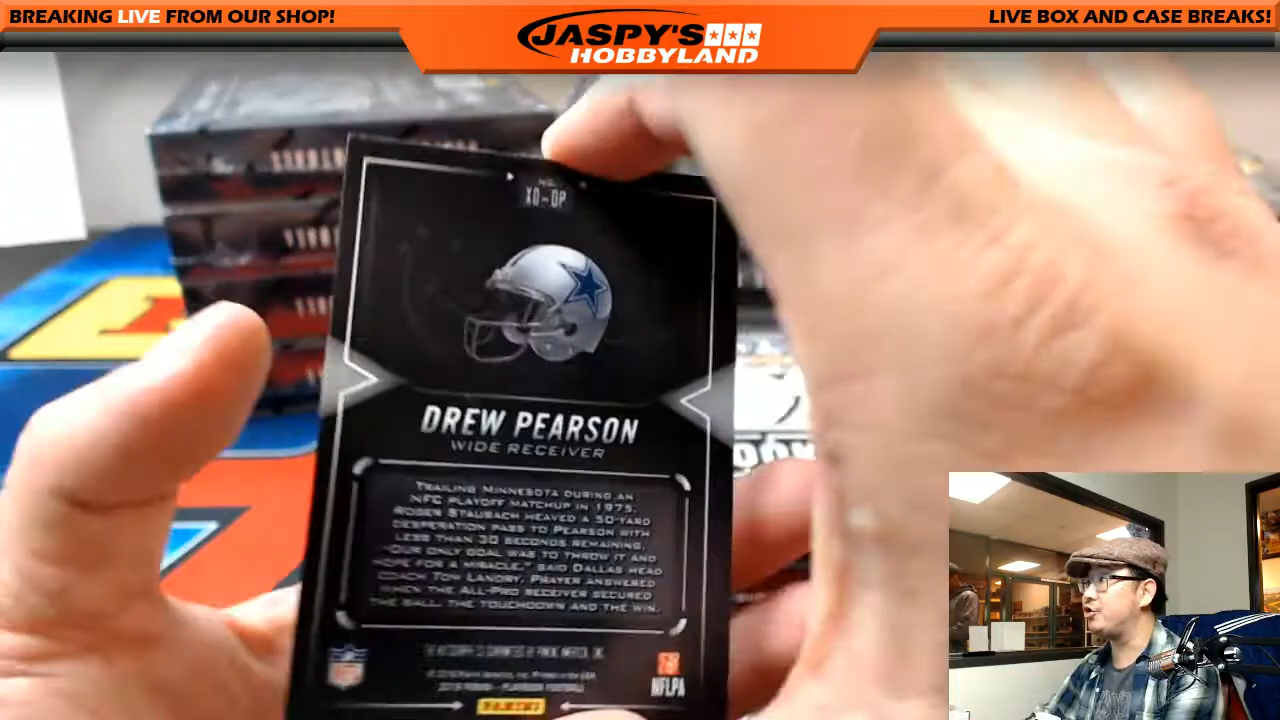 BREAKING LIVE FROM OUR SHOP!
JASPY'S
HOBBYLAND
LIVE BOX AND CASE BREAKS!
NO.
XO-DP
DREW PEARSON
WIDE RECEIVER
TRAILING MINNESOTA DURING AN
NFC PLAYOFF MATCHUP IN 1975,
ROGER STAUBACH HEAVED A 50-YARD
DESPERATION PASS TO PEARSON WITH
LESS THAN 30 SECONDS REMAINING.
"OUR ONLY GOAL WAS TO THROW IT AND
HOPE FOR A MIRACLE," SAID DALLAS HEAD
COACH TOM LANDRY. PRAYER ANSWERED
WHEN THE ALL-PRO RECEIVER SECURED
THE BALL, THE TOUCHDOWN AND THE WIN.
NFL
NFLPA
PANINI